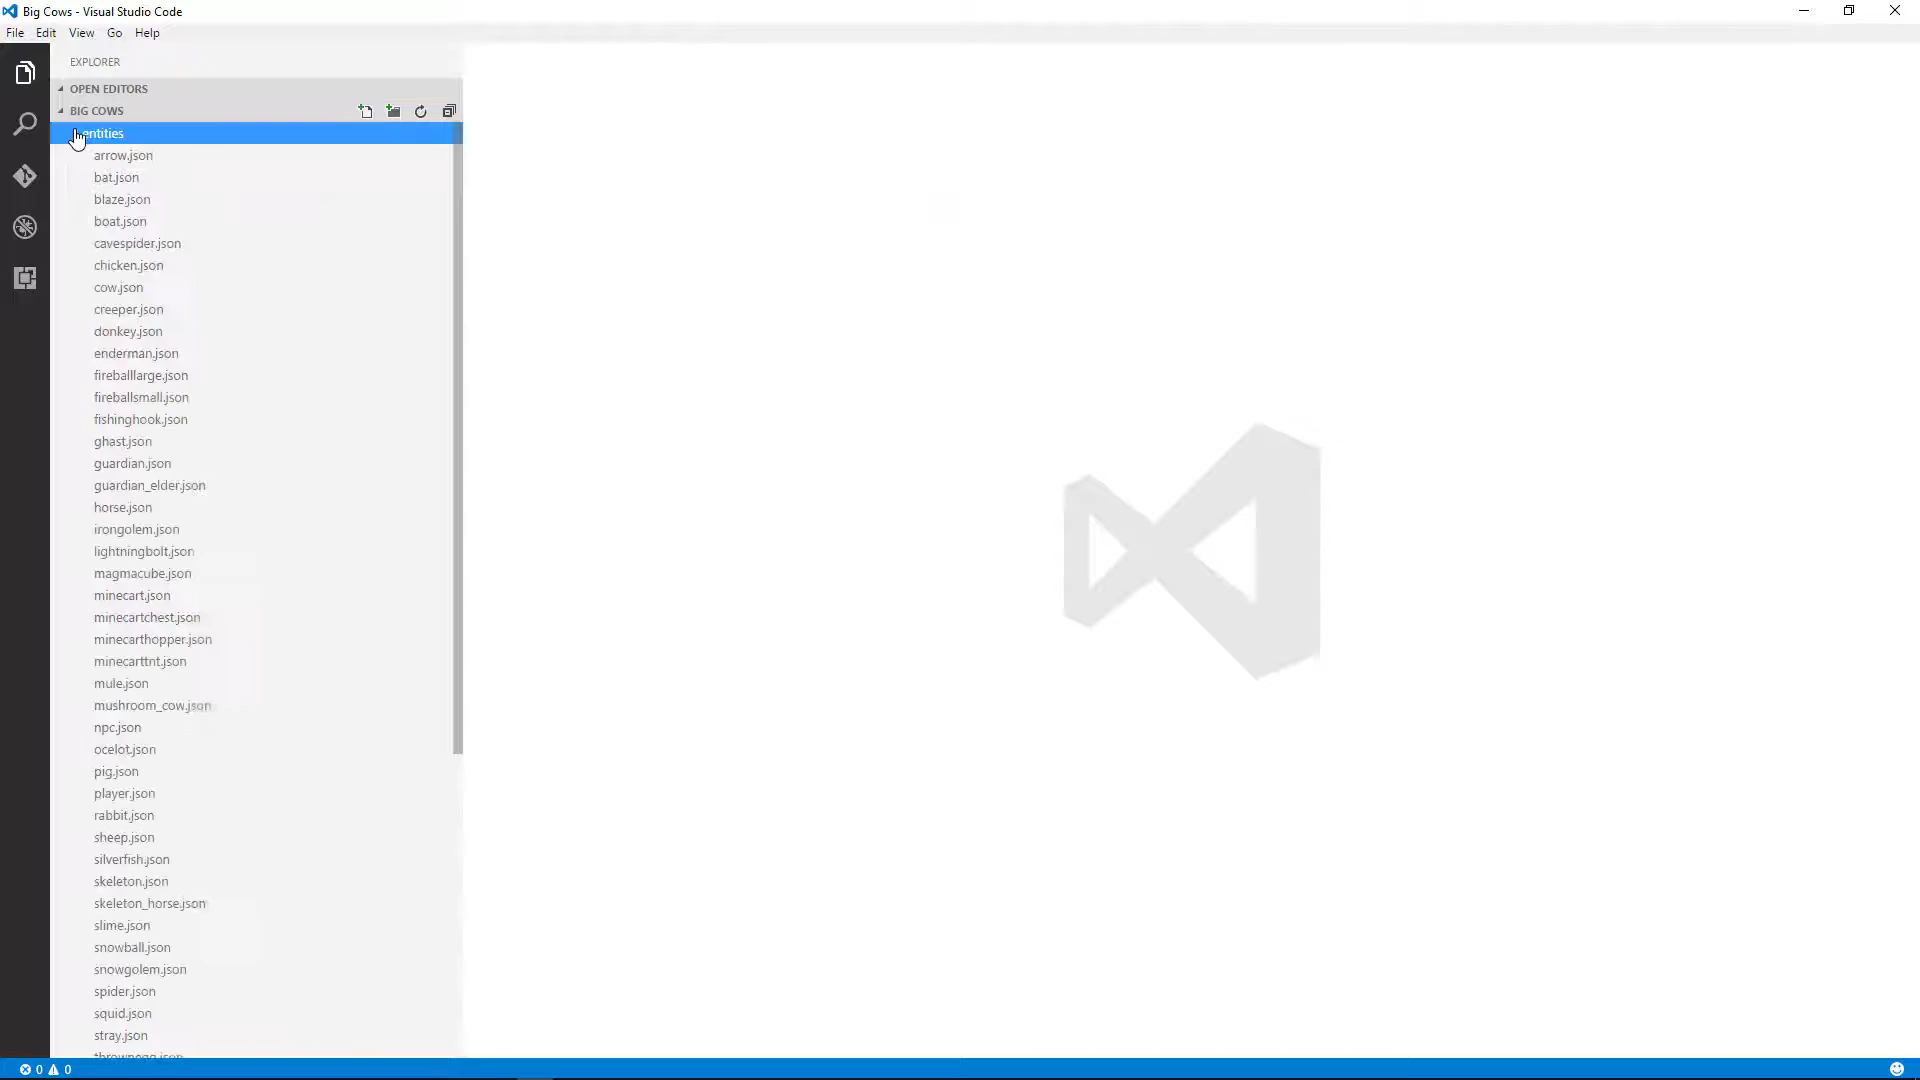 Big Cows - Visual Studio Code
File Edit View Go Help
EXPLORER
OPEN EDITORS
BIG COWS
entities
arrow.json
bat.json
blaze.json
boat.json
cavespider.json
chicken.json
cow.json
creeper.json
donkey.json
enderman.json
fireballlarge.json
fireballsmall.json
fishinghook.json
ghast.json
guardian.json
guardian_elder.json
horse.json
irongolem.json
lightningbolt.json
magmacube.json
minecart.json
minecartchest.json
minecarthopper.json
minecarttnt.json
mule.json
mushroom_cow.json
npc.json
ocelot.json
pig.json
player.json
rabbit.json
sheep.json
silverfish.json
skeleton.json
skeleton_horse.json
slime.json
snowball.json
snowgolem.json
spider.json
squid.json
stray.json
thrownegg.json
0 0